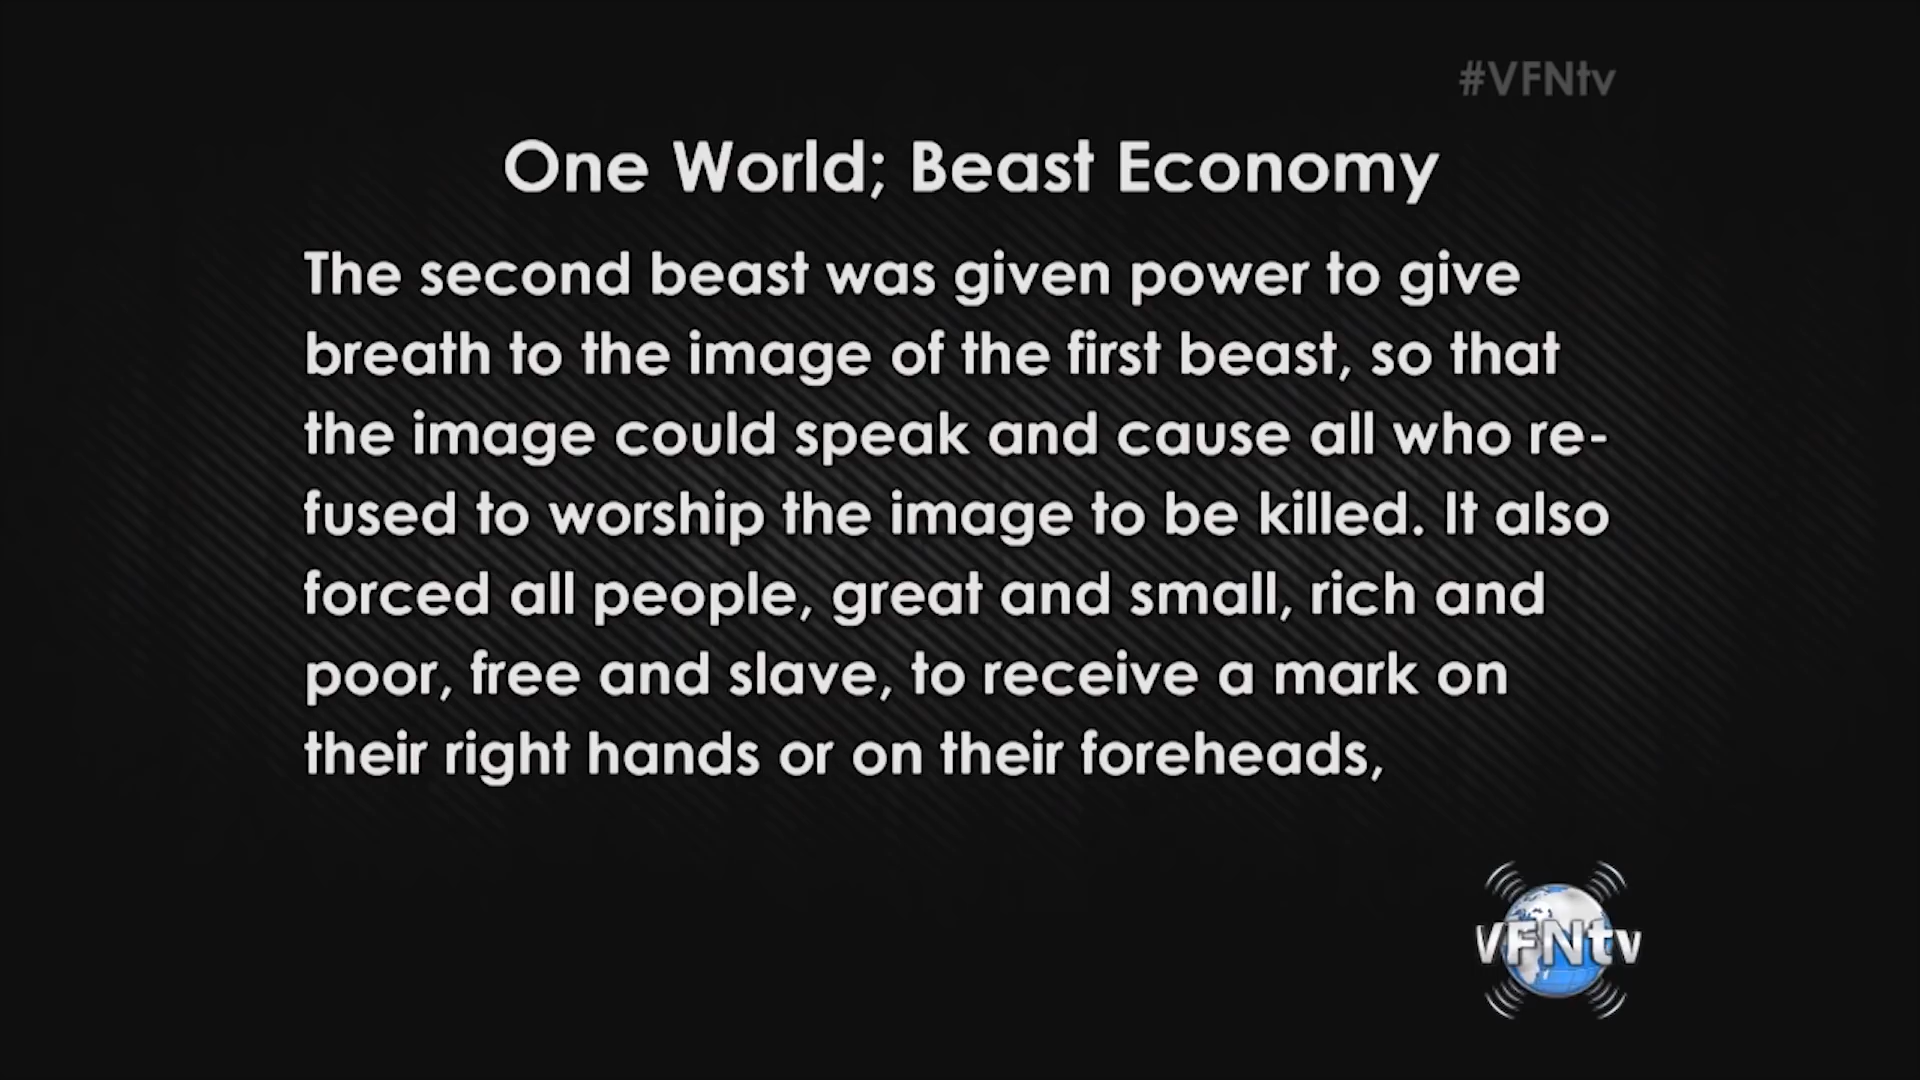 #VFNtv
One World; Beast Economy
The second beast was given power to give
breath to the image of the first beast, so that
the image could speak and cause all who re-
fused to worship the image to be killed. It also
forced all people, great and small, rich and
poor, free and slave, to receive a mark on
their right hands or on their foreheads,
VFNtv